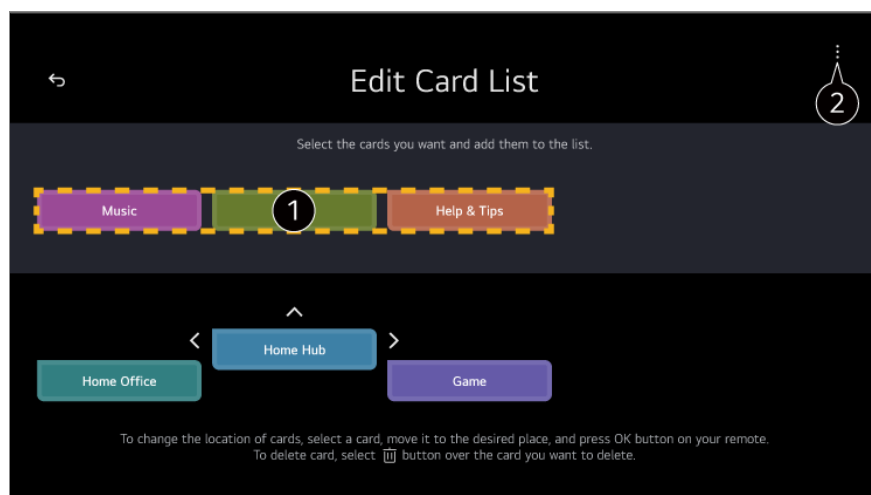 Edit Card List
2
Select the cards you want and add them to the list.
Music
1
Help & Tips
Home Hub
Home Office
Game
To change the location of cards, select a card, move it to the desired place, and press OK button on your remote.
To delete card, select button over the card you want to delete.